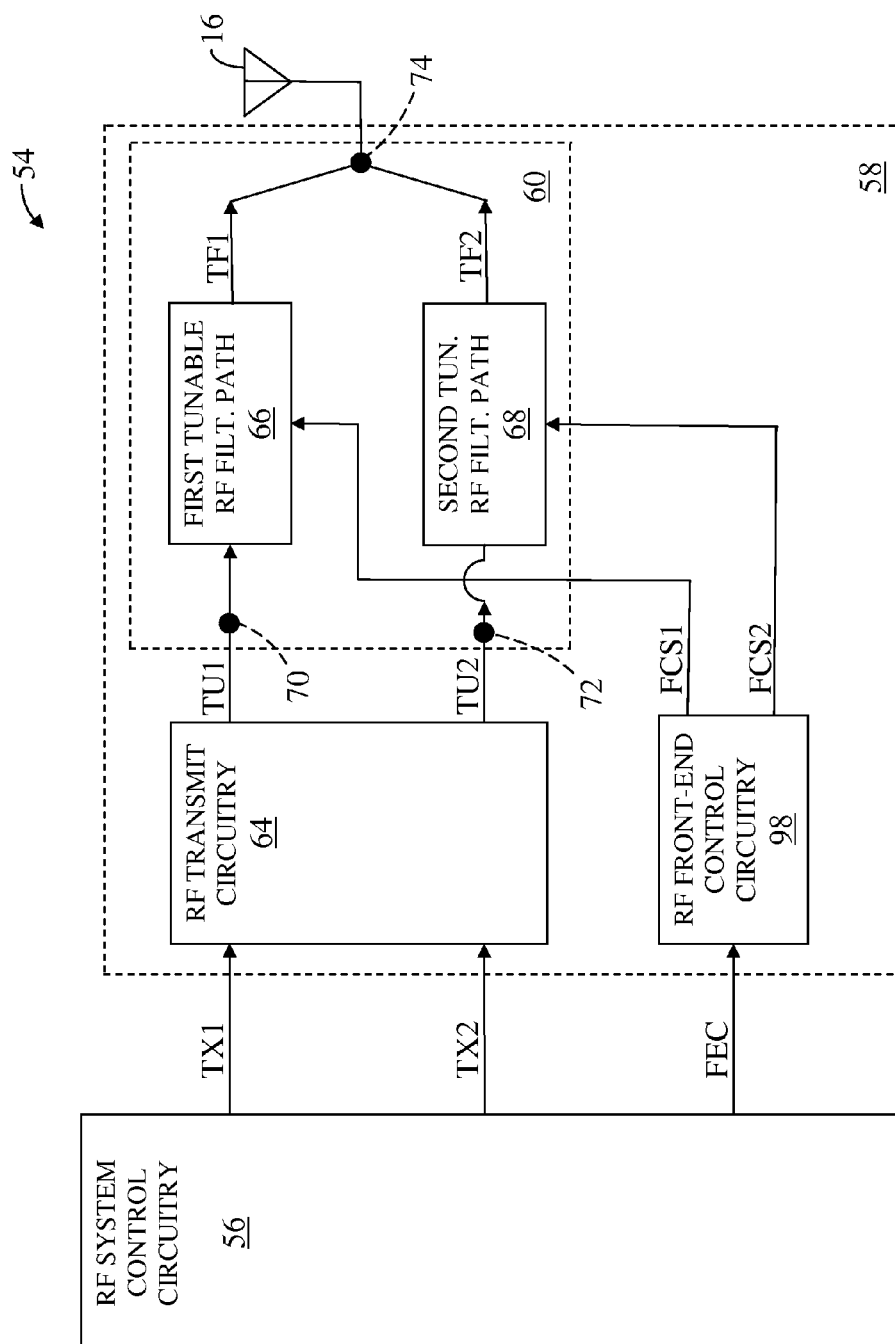 54
RF SYSTEM
CONTROL
CIRCUITRY
56
TX1
TX2
FEC
RF TRANSMIT
CIRCUITRY
64
TU1
TU2
70
72
FIRST TUNABLE
RF FILT. PATH
66
SECOND TUN.
RF FILT. PATH
68
TF1
TF2
60
74
16
RF FRONT-END
CONTROL
CIRCUITRY
98
FCS1
FCS2
58